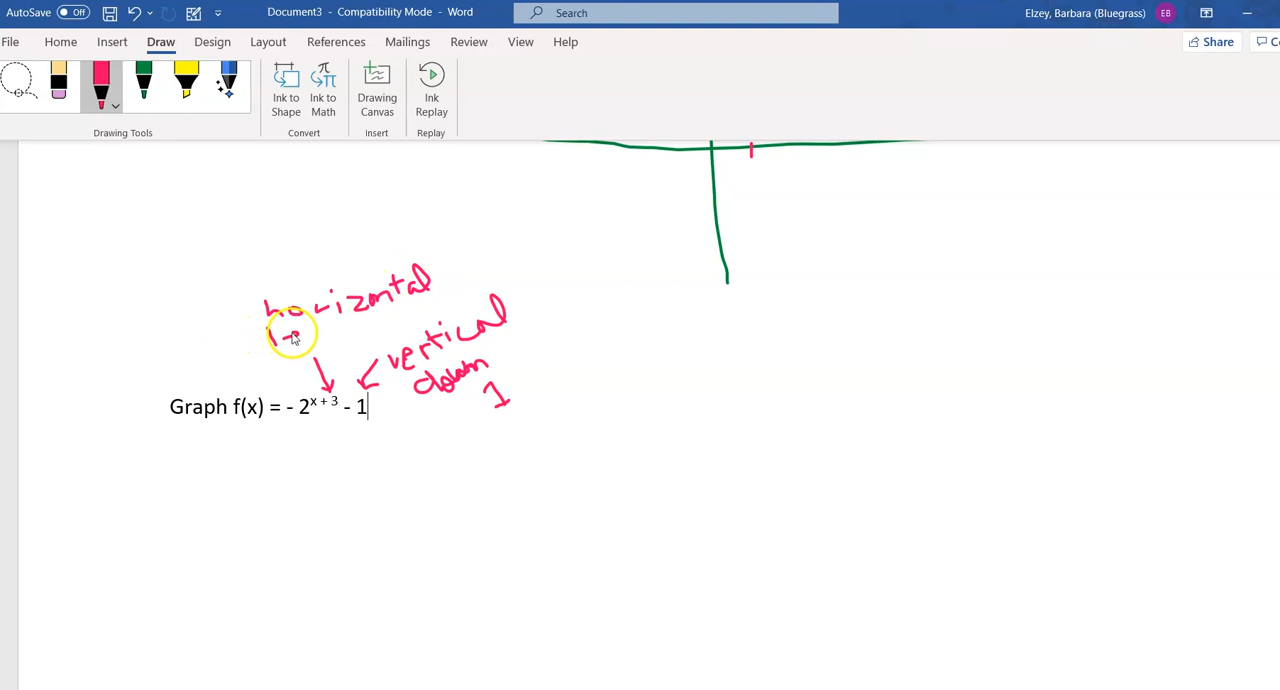 AutoSave Off Document3 - Compatibility Mode - Word Search Elzey, Barbara (Bluegrass) EB
File Home Insert Draw Design Layout References Mailings Review View Help Share Co
Ink to Shape
Ink to Math
Drawing Canvas
Ink Replay
Drawing Tools Convert Insert Replay
horizontal
vertical
down
1
Graph f(x) = - 2^{x + 3} - 1